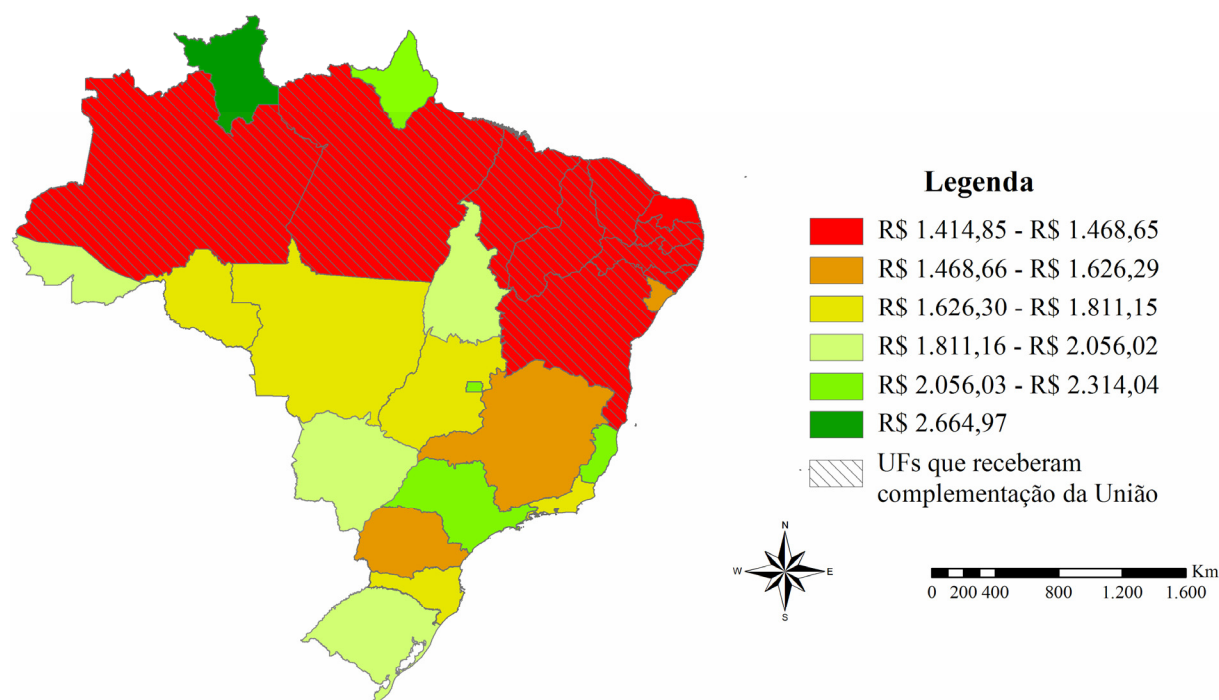 Legenda
R$ 1.414,85 - R$ 1.468,65
R$ 1.468,66 - R$ 1.626,29
R$ 1.626,30 - R$ 1.811,15
R$ 1.811,16 - R$ 2.056,02
R$ 2.056,03 - R$ 2.314,04
R$ 2.664,97
UFs que receberam
complementação da União
N
W E
S
Km
0 200 400 800 1.200 1.600